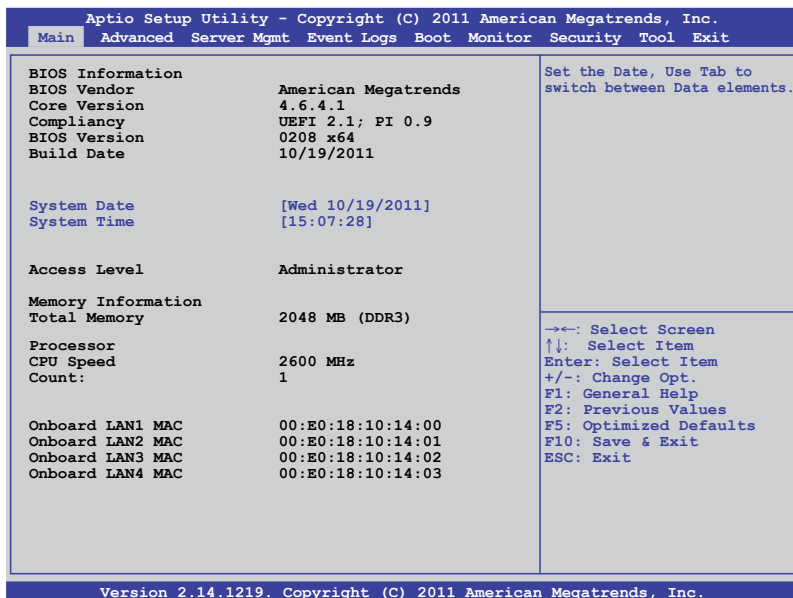 Aptio Setup Utility - Copyright (C) 2011 American Megatrends, Inc.
Main Advanced Server Mgmt Event Logs Boot Monitor Security Tool Exit
BIOS Information
BIOS Vendor American Megatrends
Core Version 4.6.4.1
Compliancy UEFI 2.1; PI 0.9
BIOS Version 0208 x64
Build Date 10/19/2011
System Date [Wed 10/19/2011]
System Time [15:07:28]
Access Level Administrator
Memory Information
Total Memory 2048 MB (DDR3)
Processor
CPU Speed 2600 MHz
Count: 1
Onboard LAN1 MAC 00:E0:18:10:14:00
Onboard LAN2 MAC 00:E0:18:10:14:01
Onboard LAN3 MAC 00:E0:18:10:14:02
Onboard LAN4 MAC 00:E0:18:10:14:03
Set the Date, Use Tab to
switch between Data elements.
→←: Select Screen
↑↓: Select Item
Enter: Select Item
+/-: Change Opt.
F1: General Help
F2: Previous Values
F5: Optimized Defaults
F10: Save & Exit
ESC: Exit
Version 2.14.1219. Copyright (C) 2011 American Megatrends, Inc.